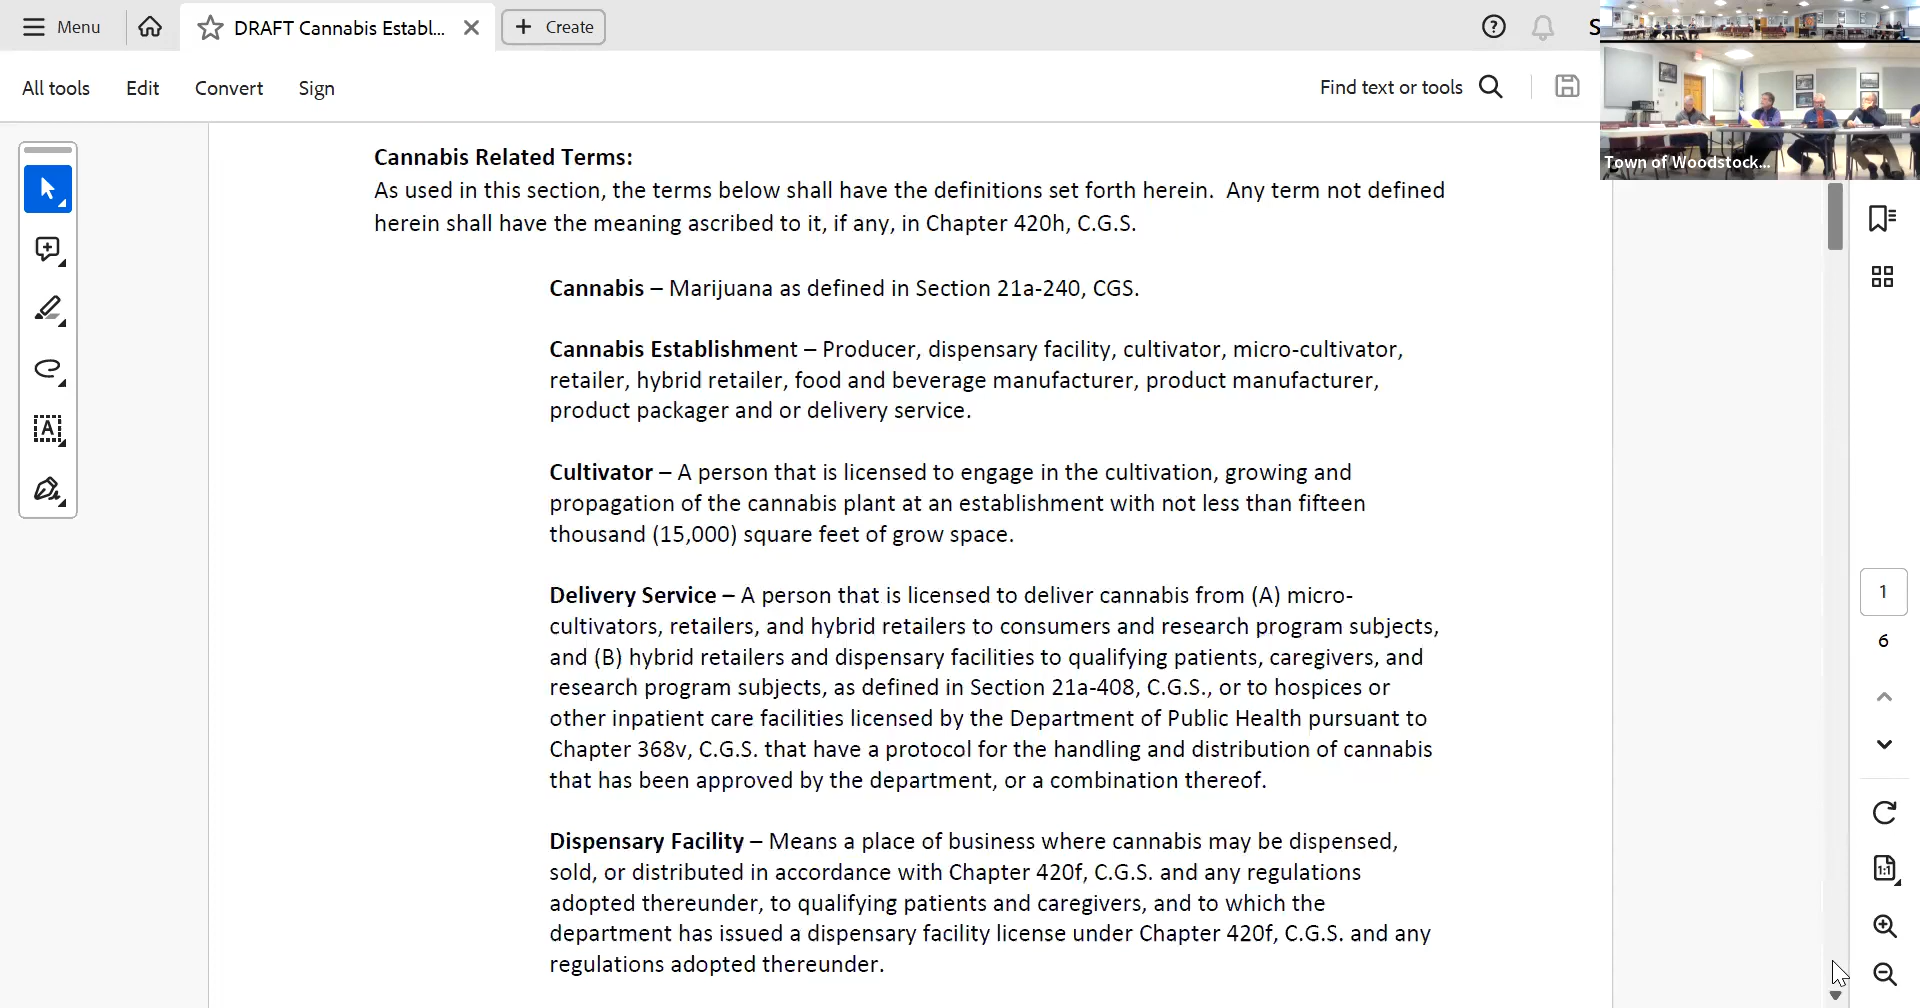 Menu
DRAFT Cannabis Establ...
Create
All tools
Edit
Convert
Sign
Find text or tools
Town of Woodstock...
Cannabis Related Terms:
As used in this section, the terms below shall have the definitions set forth herein.  Any term not defined
herein shall have the meaning ascribed to it, if any, in Chapter 420h, C.G.S.
Cannabis – Marijuana as defined in Section 21a-240, CGS.
Cannabis Establishment – Producer, dispensary facility, cultivator, micro-cultivator,
retailer, hybrid retailer, food and beverage manufacturer, product manufacturer,
product packager and or delivery service.
Cultivator – A person that is licensed to engage in the cultivation, growing and
propagation of the cannabis plant at an establishment with not less than fifteen
thousand (15,000) square feet of grow space.
Delivery Service – A person that is licensed to deliver cannabis from (A) micro-
cultivators, retailers, and hybrid retailers to consumers and research program subjects,
and (B) hybrid retailers and dispensary facilities to qualifying patients, caregivers, and
research program subjects, as defined in Section 21a-408, C.G.S., or to hospices or
other inpatient care facilities licensed by the Department of Public Health pursuant to
Chapter 368v, C.G.S. that have a protocol for the handling and distribution of cannabis
that has been approved by the department, or a combination thereof.
Dispensary Facility – Means a place of business where cannabis may be dispensed,
sold, or distributed in accordance with Chapter 420f, C.G.S. and any regulations
adopted thereunder, to qualifying patients and caregivers, and to which the
department has issued a dispensary facility license under Chapter 420f, C.G.S. and any
regulations adopted thereunder.
1
6
1:1